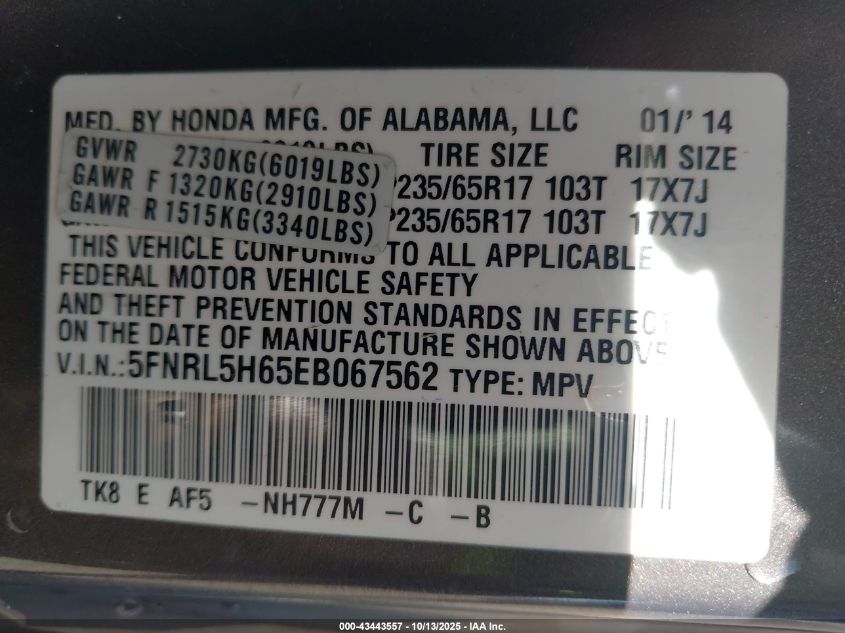 MFD. BY HONDA MFG. OF ALABAMA, LLC 01/' 14
GVWR 2730KG(6019LBS) TIRE SIZE RIM SIZE
GAWR F 1320KG(2910LBS) P235/65R17 103T 17X7J
GAWR R 1515KG(3340LBS) P235/65R17 103T 17X7J
THIS VEHICLE CONFORMS TO ALL APPLICABLE
FEDERAL MOTOR VEHICLE SAFETY
AND THEFT PREVENTION STANDARDS IN EFFECT
ON THE DATE OF MANUFACTURE SHOWN ABOVE
V.I.N.:5FNRL5H65EB067562 TYPE: MPV
TK8 E AF5 -NH777M -C -B
000-43443557 - 10/13/2025 - IAA Inc.